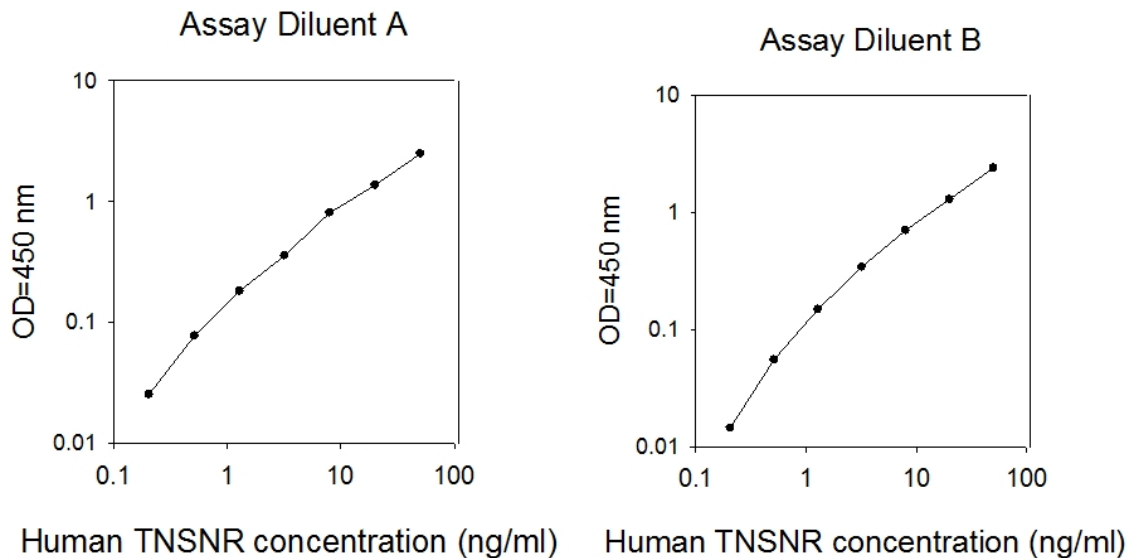 Assay Diluent A
10
1
0.1
0.01
OD=450 nm
0.1 1 10 100
Human TNSNR concentration (ng/ml)
Assay Diluent B
10
1
0.1
0.01
OD=450 nm
0.1 1 10 100
Human TNSNR concentration (ng/ml)